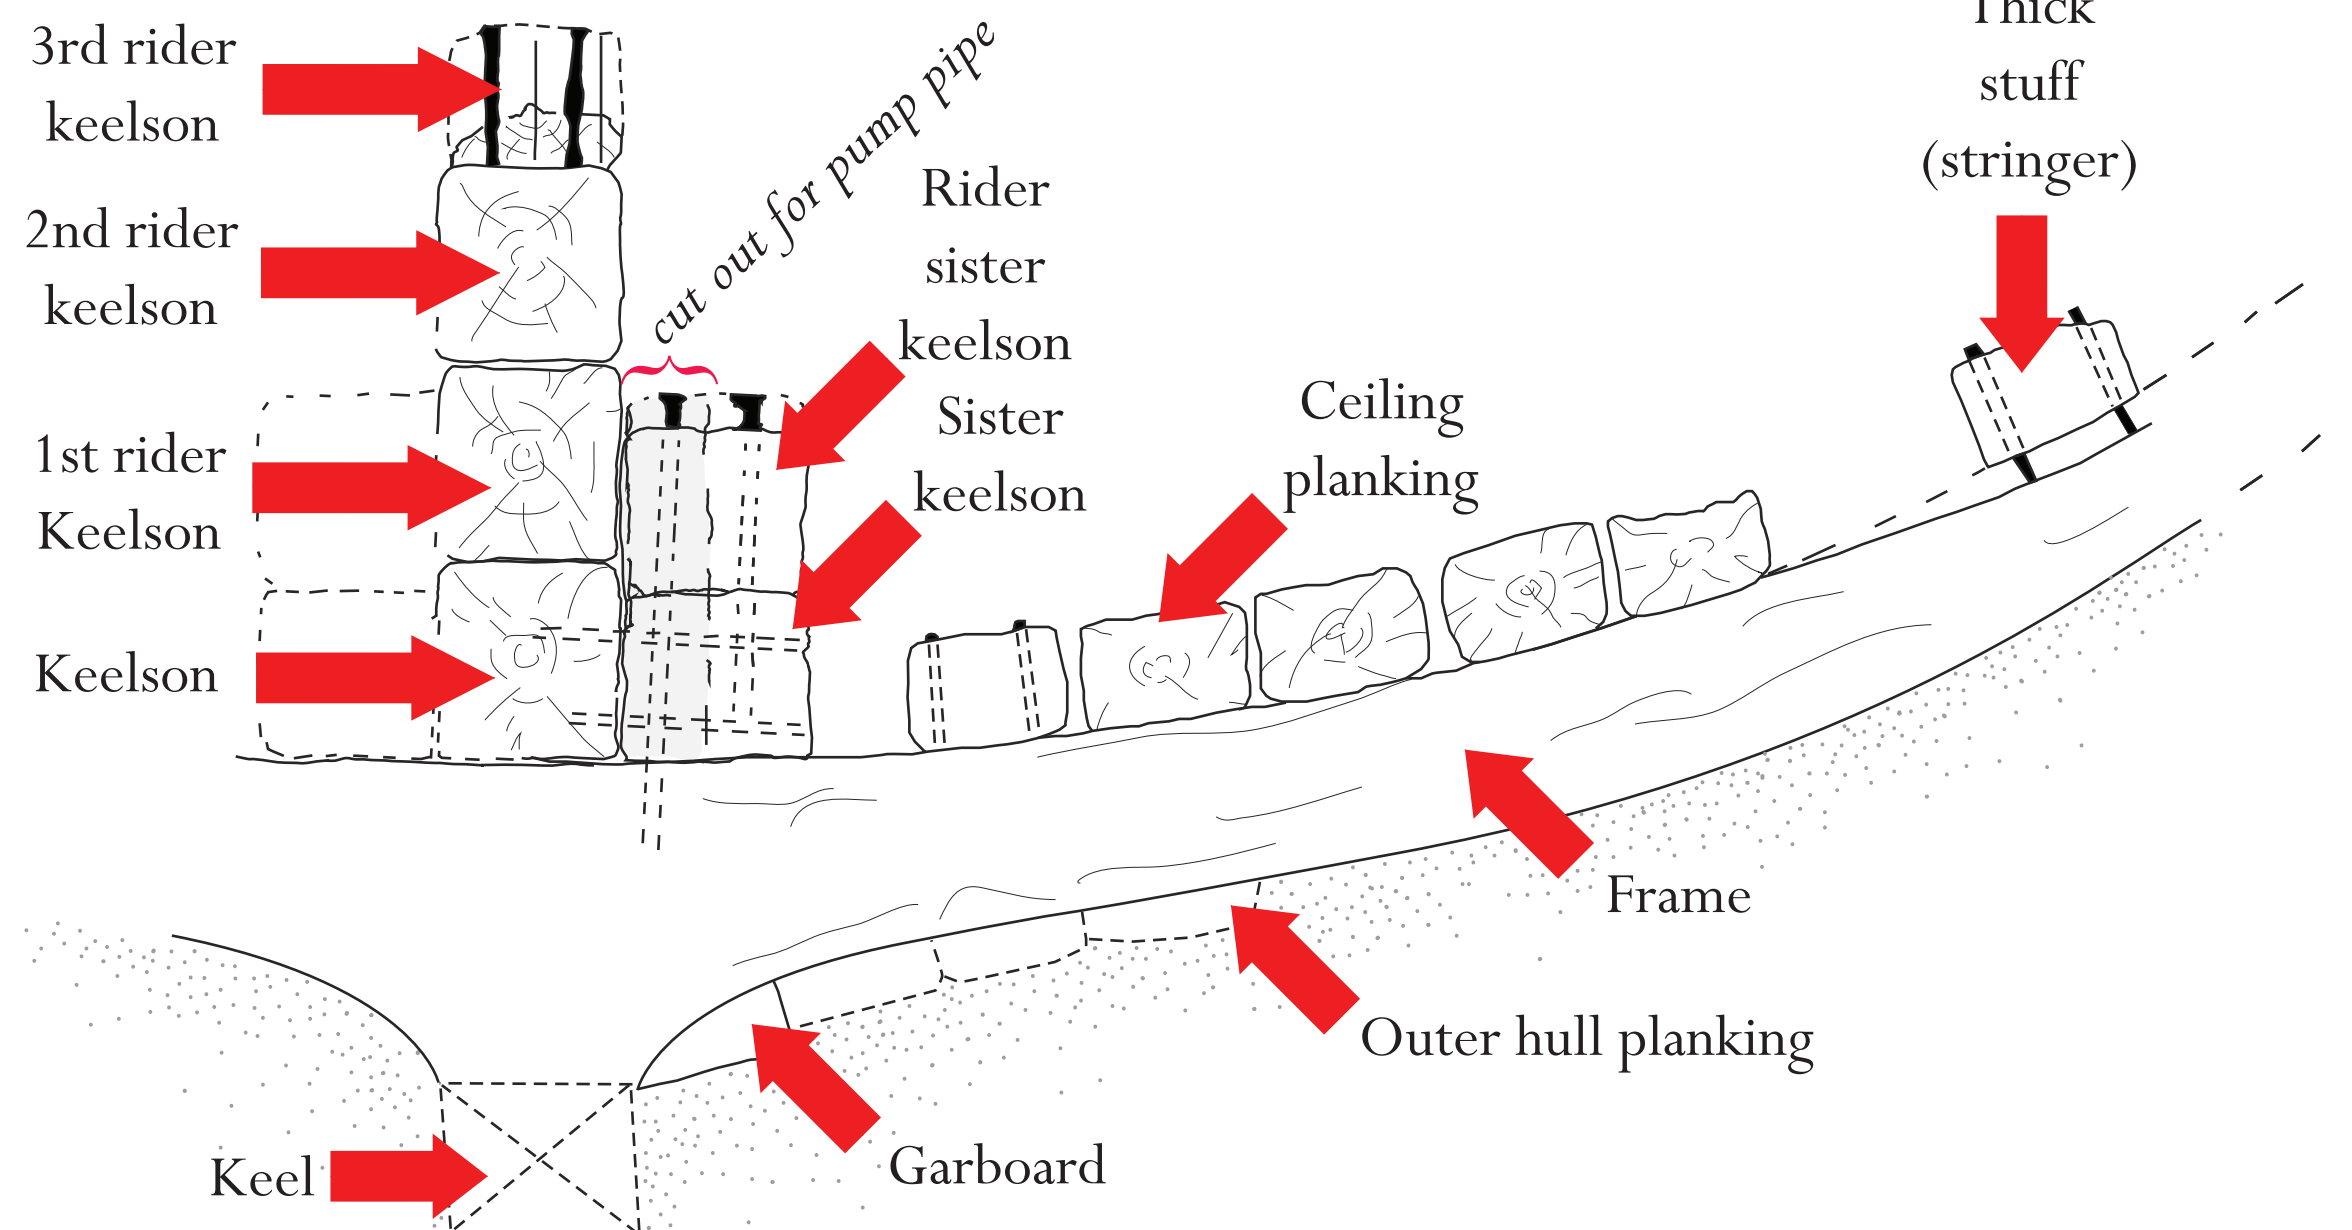 3rd rider
keelson
2nd rider
keelson
1st rider
Keelson
Keelson
Keel
cut out for pump pipe
Rider
sister
keelson
Sister
keelson
Ceiling
planking
Thick
stuff
(stringer)
Frame
Outer hull planking
Garboard